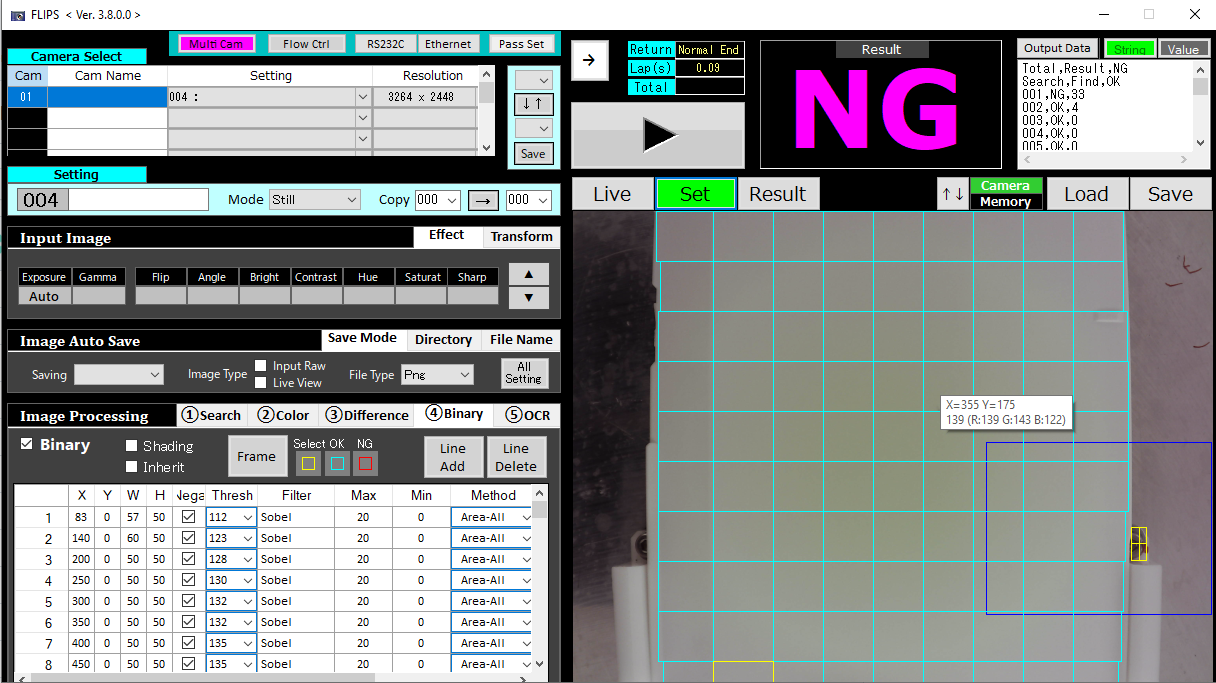 FLIPS < Ver. 3.8.0.0 >
Multi Cam Flow Ctrl RS232C Ethernet Pass Set
Camera Select
Cam Cam Name Setting Resolution
01 004 : 3264 x 2448
↓↑
Save
Setting
004 Mode Still Copy 000 → 000
Input Image Effect Transform
Exposure Gamma Flip Angle Bright Contrast Hue Saturat Sharp
Auto
▲
▼
Image Auto Save Save Mode Directory File Name
Saving Image Type Input Raw File Type Png All Setting
Live View
Image Processing ①Search ②Color ③Difference ④Binary ⑤OCR
Binary Shading Frame Select OK NG Line Add Line Delete
Inherit
X Y W H Nega Thresh Filter Max Min Method
1 83 0 57 50 112 Sobel 20 0 Area-All
2 140 0 60 50 123 Sobel 20 0 Area-All
3 200 0 50 50 128 Sobel 20 0 Area-All
4 250 0 50 50 130 Sobel 20 0 Area-All
5 300 0 50 50 132 Sobel 20 0 Area-All
6 350 0 50 50 132 Sobel 20 0 Area-All
7 400 0 50 50 135 Sobel 20 0 Area-All
8 450 0 50 50 135 Sobel 20 0 Area-All
→
Return Normal End
Lap(s) 0.09
Total
Result
NG
Output Data String Value
Total,Result,NG
Search,Find,OK
001,NG,33
002,OK,4
003,OK,0
004,OK,0
005,OK,0
Live Set Result ↑↓ Camera Memory Load Save
X=355 Y=175
139 (R:139 G:143 B:122)